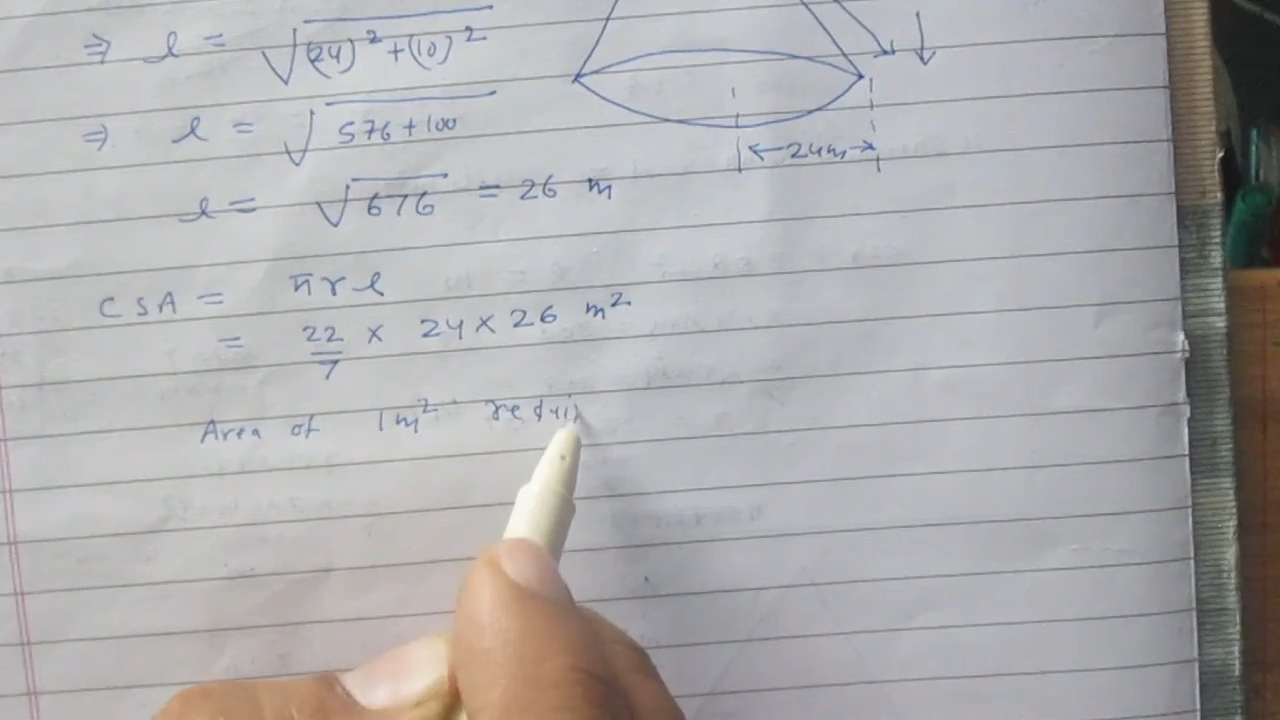 ⇒ l = √(24)² + (10)²
⇒ l = √576 + 100
l = √676 = 26 m
24m
CSA = πrl
= 22/7 × 24 × 26 m²
Area of 1m² requi